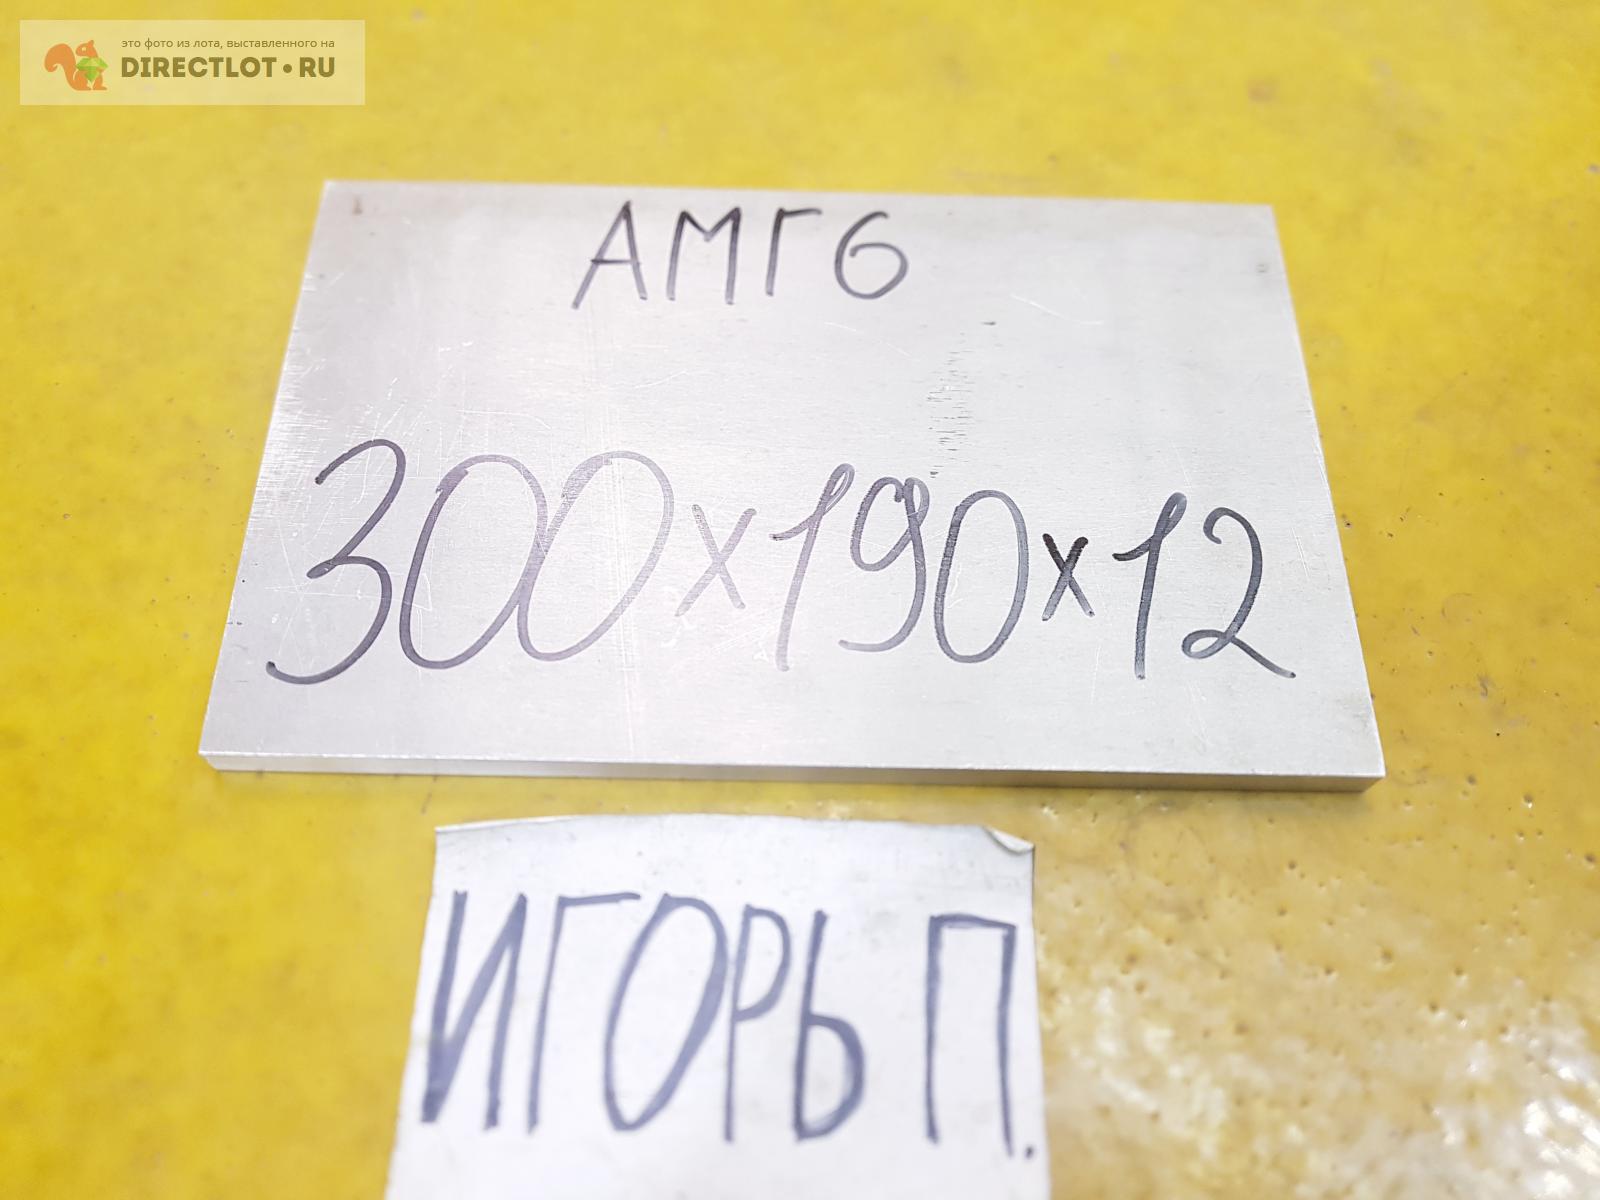 это фото из лота, выставленного на
DIRECTLOT•RU
АМГ6
300х190х12
ИГОРЬ П.